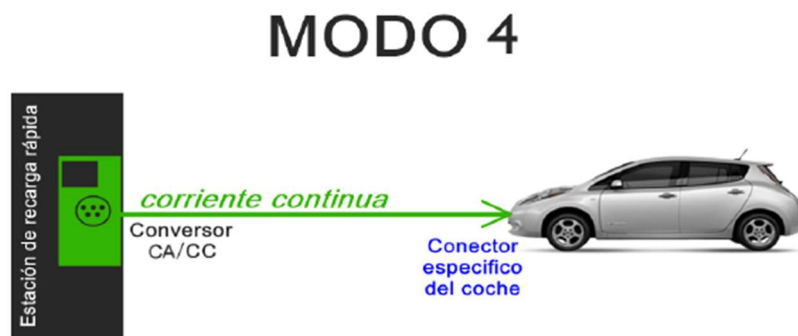 MODO 4
Estación de recarga rápida
corriente continua
Conversor
CA/CC
Conector
especifico
del coche